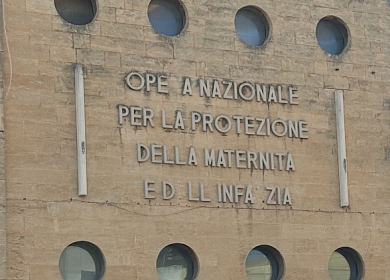 OPE A NAZIONALE
PER LA PROTEZIONE
DELLA MATERNITA
E D LL INFA ZIA